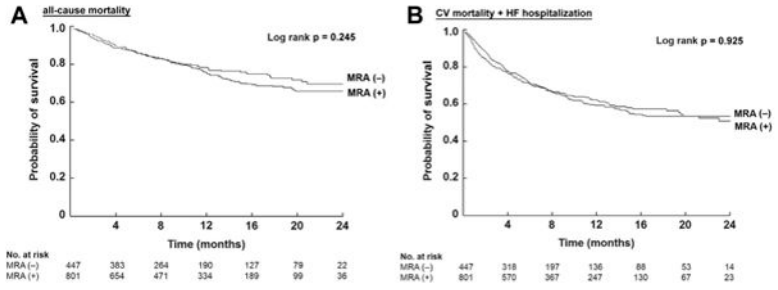 A
all-cause mortality
Log rank p = 0.245
Probability of survival
1.0
0.8
0.6
0.4
0.2
0
MRA (–)
MRA (+)
4 8 12 16 20 24
Time (months)
No. at risk
MRA (–) 447 383 264 190 127 79 22
MRA (+) 801 654 471 334 189 99 36
B
CV mortality + HF hospitalization
Log rank p = 0.925
Probability of survival
1.0
0.8
0.6
0.4
0.2
0
MRA (–)
MRA (+)
4 8 12 16 20 24
Time (months)
No. at risk
MRA (–) 447 318 197 136 88 53 14
MRA (+) 801 570 367 247 130 67 23